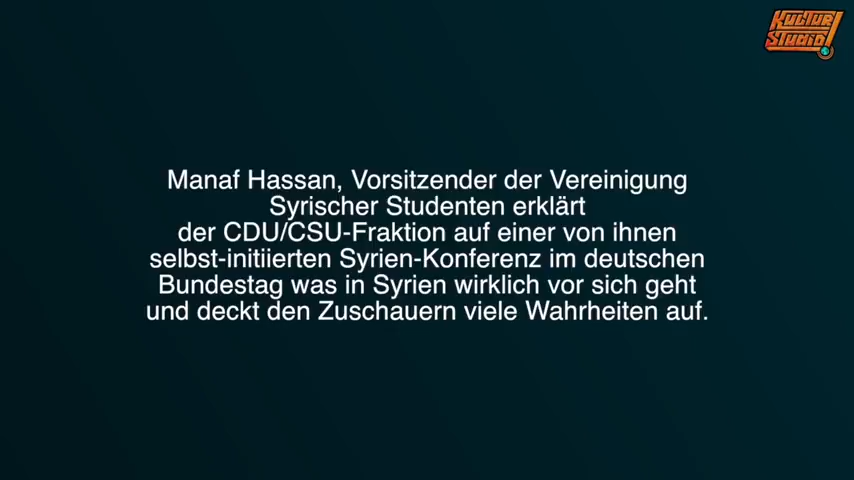 KULTUR
STUDIO!
Manaf Hassan, Vorsitzender der Vereinigung
Syrischer Studenten erklärt
der CDU/CSU-Fraktion auf einer von ihnen
selbst-initiierten Syrien-Konferenz im deutschen
Bundestag was in Syrien wirklich vor sich geht
und deckt den Zuschauern viele Wahrheiten auf.